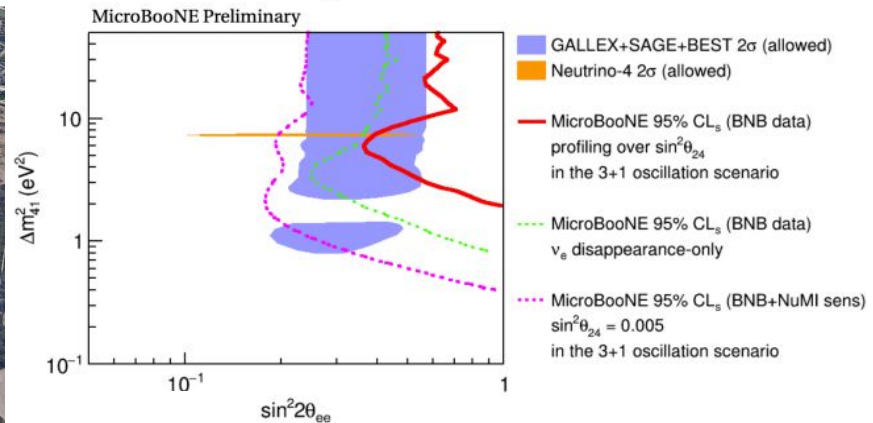 MicroBooNE Preliminary
Δm²₄₁ (eV²)
10
1
10⁻¹
10⁻¹
1
sin²2θₑₑ
GALLEX+SAGE+BEST 2σ (allowed)
Neutrino-4 2σ (allowed)
MicroBooNE 95% CLₛ (BNB data)
profiling over sin²θ₂₄
in the 3+1 oscillation scenario
MicroBooNE 95% CLₛ (BNB data)
νₑ disappearance-only
MicroBooNE 95% CLₛ (BNB+NuMI sens)
sin²θ₂₄ = 0.005
in the 3+1 oscillation scenario